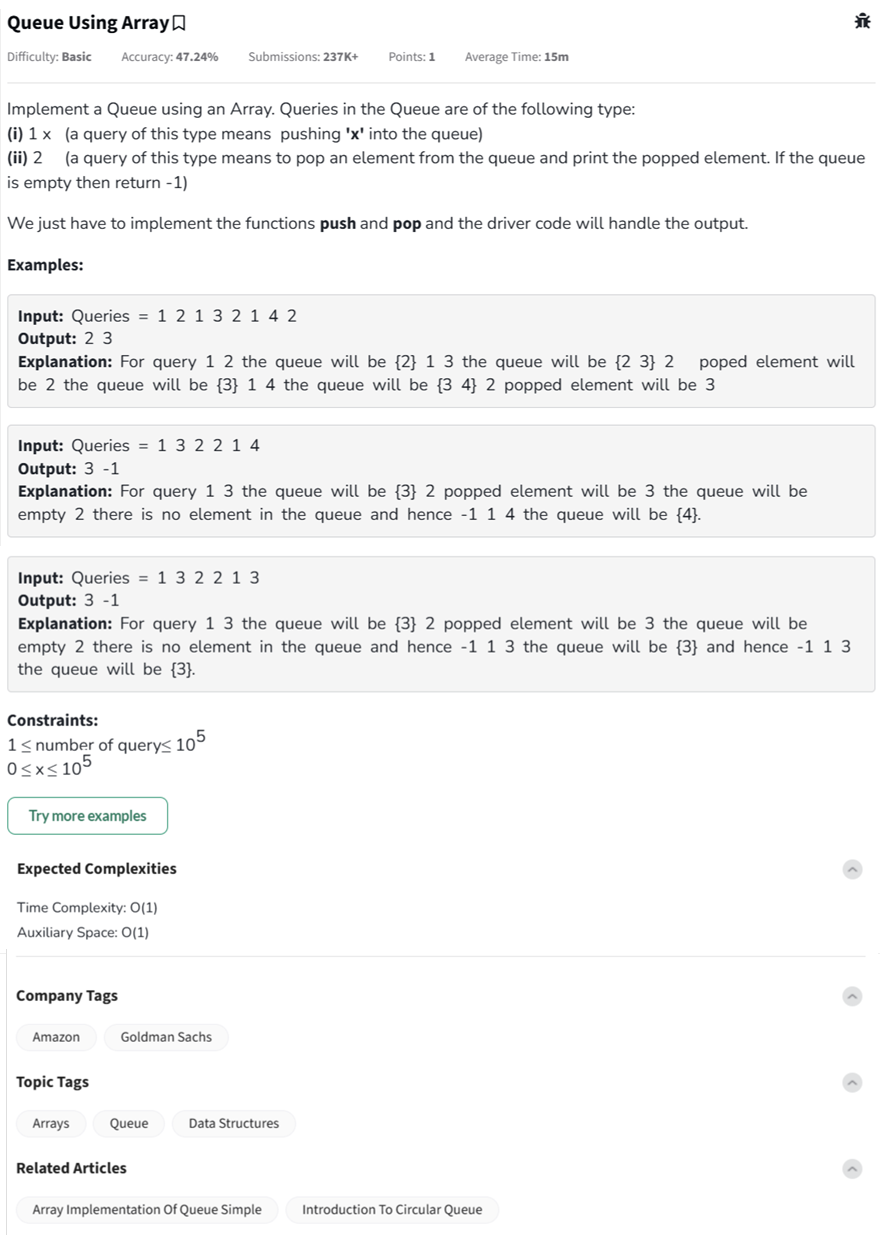 Queue Using Array
Difficulty: Basic Accuracy: 47.24% Submissions: 237K+ Points: 1 Average Time: 15m
Implement a Queue using an Array. Queries in the Queue are of the following type:
(i) 1 x (a query of this type means pushing 'x' into the queue)
(ii) 2 (a query of this type means to pop an element from the queue and print the popped element. If the queue
is empty then return -1)
We just have to implement the functions push and pop and the driver code will handle the output.
Examples:
Input: Queries = 1 2 1 3 2 1 4 2
Output: 2 3
Explanation: For query 1 2 the queue will be {2} 1 3 the queue will be {2 3} 2 poped element will
be 2 the queue will be {3} 1 4 the queue will be {3 4} 2 popped element will be 3
Input: Queries = 1 3 2 2 1 4
Output: 3 -1
Explanation: For query 1 3 the queue will be {3} 2 popped element will be 3 the queue will be
empty 2 there is no element in the queue and hence -1 1 4 the queue will be {4}.
Input: Queries = 1 3 2 2 1 3
Output: 3 -1
Explanation: For query 1 3 the queue will be {3} 2 popped element will be 3 the queue will be
empty 2 there is no element in the queue and hence -1 1 3 the queue will be {3} and hence -1 1 3
the queue will be {3}.
Constraints:
1 ≤ number of query≤ 10^5
0 ≤ x ≤ 10^5
Try more examples
Expected Complexities
Time Complexity: O(1)
Auxiliary Space: O(1)
Company Tags
Amazon Goldman Sachs
Topic Tags
Arrays Queue Data Structures
Related Articles
Array Implementation Of Queue Simple Introduction To Circular Queue